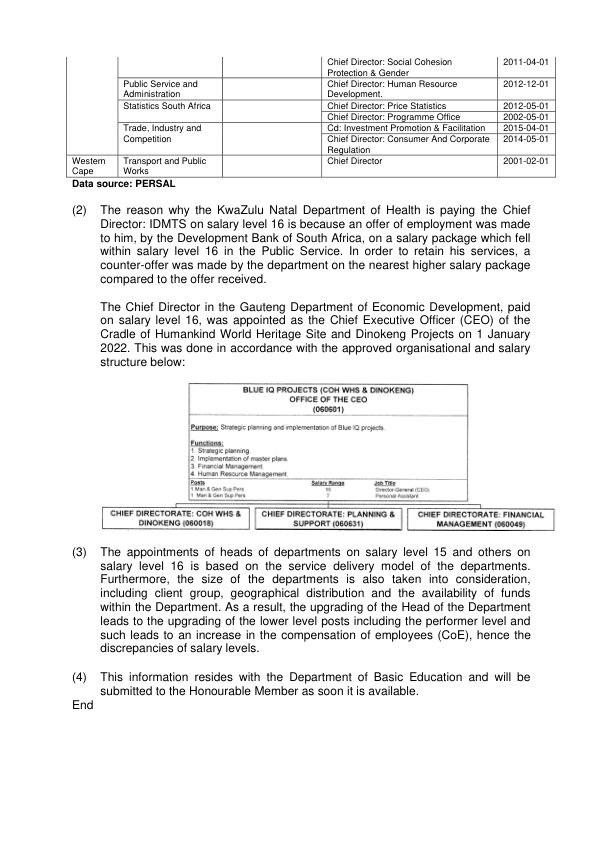 Chief Director: Social Cohesion
Protection & Gender
2011-04-01
Public Service and
Administration
Chief Director: Human Resource
Development.
2012-12-01
Statistics South Africa
Chief Director: Price Statistics
2012-05-01
Chief Director: Programme Office
2002-05-01
Trade, Industry and
Competition
Cd: Investment Promotion & Facilitation
2015-04-01
Chief Director: Consumer And Corporate
Regulation
2014-05-01
Western
Cape
Transport and Public
Works
Chief Director
2001-02-01
Data source: PERSAL
(2) The reason why the KwaZulu Natal Department of Health is paying the Chief
Director: IDMTS on salary level 16 is because an offer of employment was made
to him, by the Development Bank of South Africa, on a salary package which fell
within salary level 16 in the Public Service. In order to retain his services, a
counter-offer was made by the department on the nearest higher salary package
compared to the offer received.
The Chief Director in the Gauteng Department of Economic Development, paid
on salary level 16, was appointed as the Chief Executive Officer (CEO) of the
Cradle of Humankind World Heritage Site and Dinokeng Projects on 1 January
2022. This was done in accordance with the approved organisational and salary
structure below:
BLUE IQ PROJECTS (COH WHS & DINOKENG)
OFFICE OF THE CEO
(060601)
Purpose: Strategic planning and implementation of Blue IQ projects.
Functions:
1. Strategic planning.
2. Implementation of master plans.
3. Financial Management.
4. Human Resource Management.
Posts Salary Range Job Title
1 Man & Gen Sup Pers 16 Director-General (CEO)
1 Man & Gen Sup Pers 7 Personal Assistant
CHIEF DIRECTORATE: COH WHS &
DINOKENG (060018)
CHIEF DIRECTORATE: PLANNING &
SUPPORT (060631)
CHIEF DIRECTORATE: FINANCIAL
MANAGEMENT (060049)
(3) The appointments of heads of departments on salary level 15 and others on
salary level 16 is based on the service delivery model of the departments.
Furthermore, the size of the departments is also taken into consideration,
including client group, geographical distribution and the availability of funds
within the Department. As a result, the upgrading of the Head of the Department
leads to the upgrading of the lower level posts including the performer level and
such leads to an increase in the compensation of employees (CoE), hence the
discrepancies of salary levels.
(4) This information resides with the Department of Basic Education and will be
submitted to the Honourable Member as soon it is available.
End